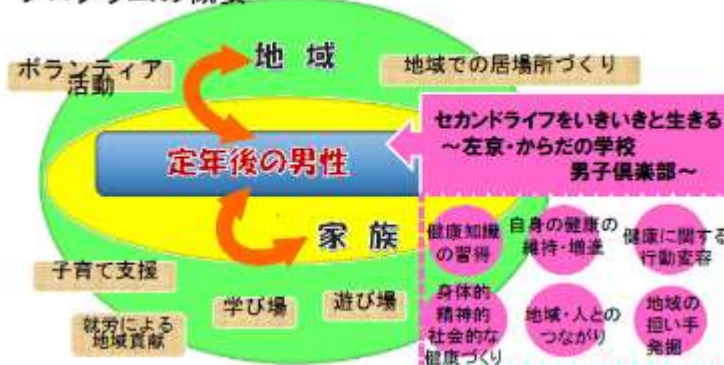 ボランティア
活動
地域
地域での居場所づくり
定年後の男性
家族
子育て支援
就労による
地域貢献
学び場
遊び場
セカンドライフをいきいきと生きる
～左京・からだの学校
男子倶楽部～
健康知識
の習得
自身の健康の
維持・増進
健康に関する
行動変容
身体的
精神的
社会的な
健康づくり
地域・人との
つながり
地域の
担い手
発掘